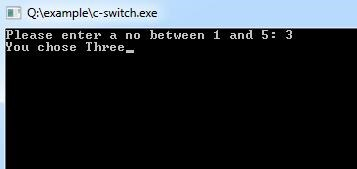 Q:\example\c-switch.exe
Please enter a no between 1 and 5: 3
You chose Three